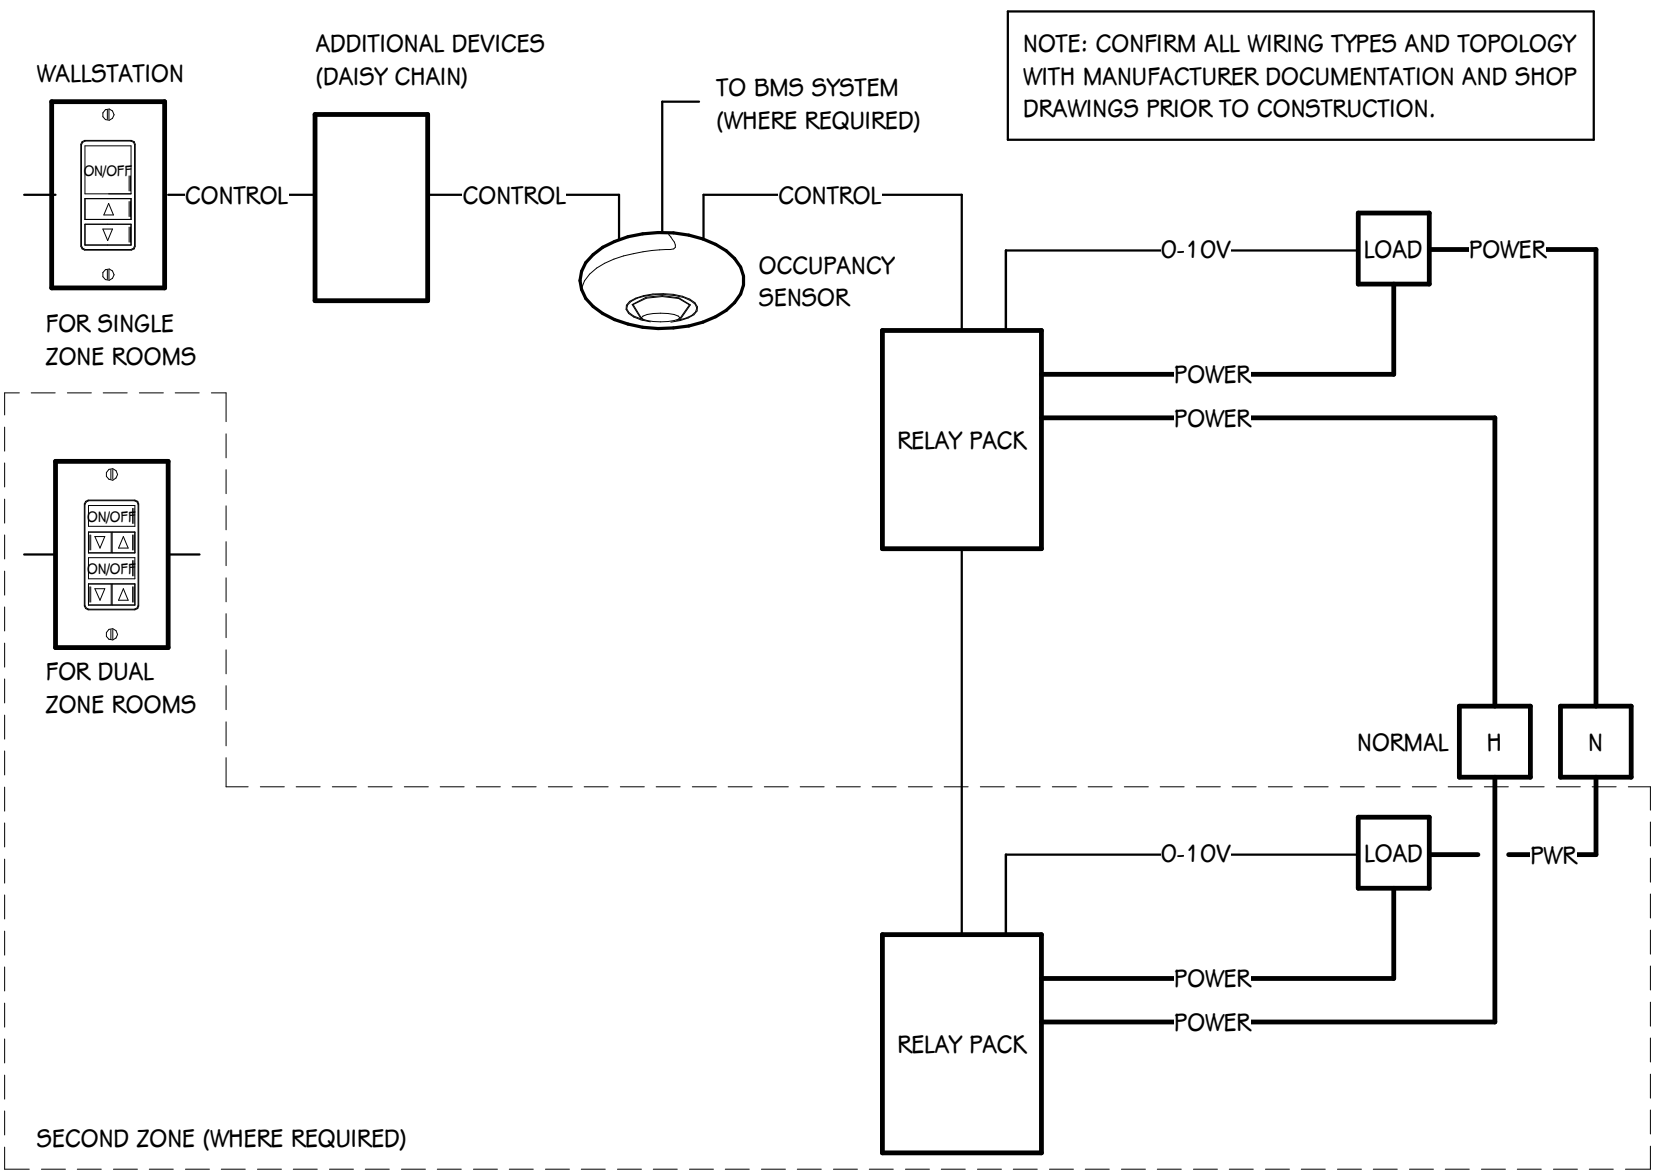 WALLSTATION
ADDITIONAL DEVICES
(DAISY CHAIN)
TO BMS SYSTEM
(WHERE REQUIRED)
NOTE: CONFIRM ALL WIRING TYPES AND TOPOLOGY
WITH MANUFACTURER DOCUMENTATION AND SHOP
DRAWINGS PRIOR TO CONSTRUCTION.
ON/OFF
CONTROL
CONTROL
CONTROL
OCCUPANCY
SENSOR
0-10V
LOAD
POWER
FOR SINGLE
ZONE ROOMS
POWER
POWER
RELAY PACK
ON/OFF
ON/OFF
FOR DUAL
ZONE ROOMS
NORMAL
H
N
0-10V
LOAD
PWR
POWER
POWER
RELAY PACK
SECOND ZONE (WHERE REQUIRED)